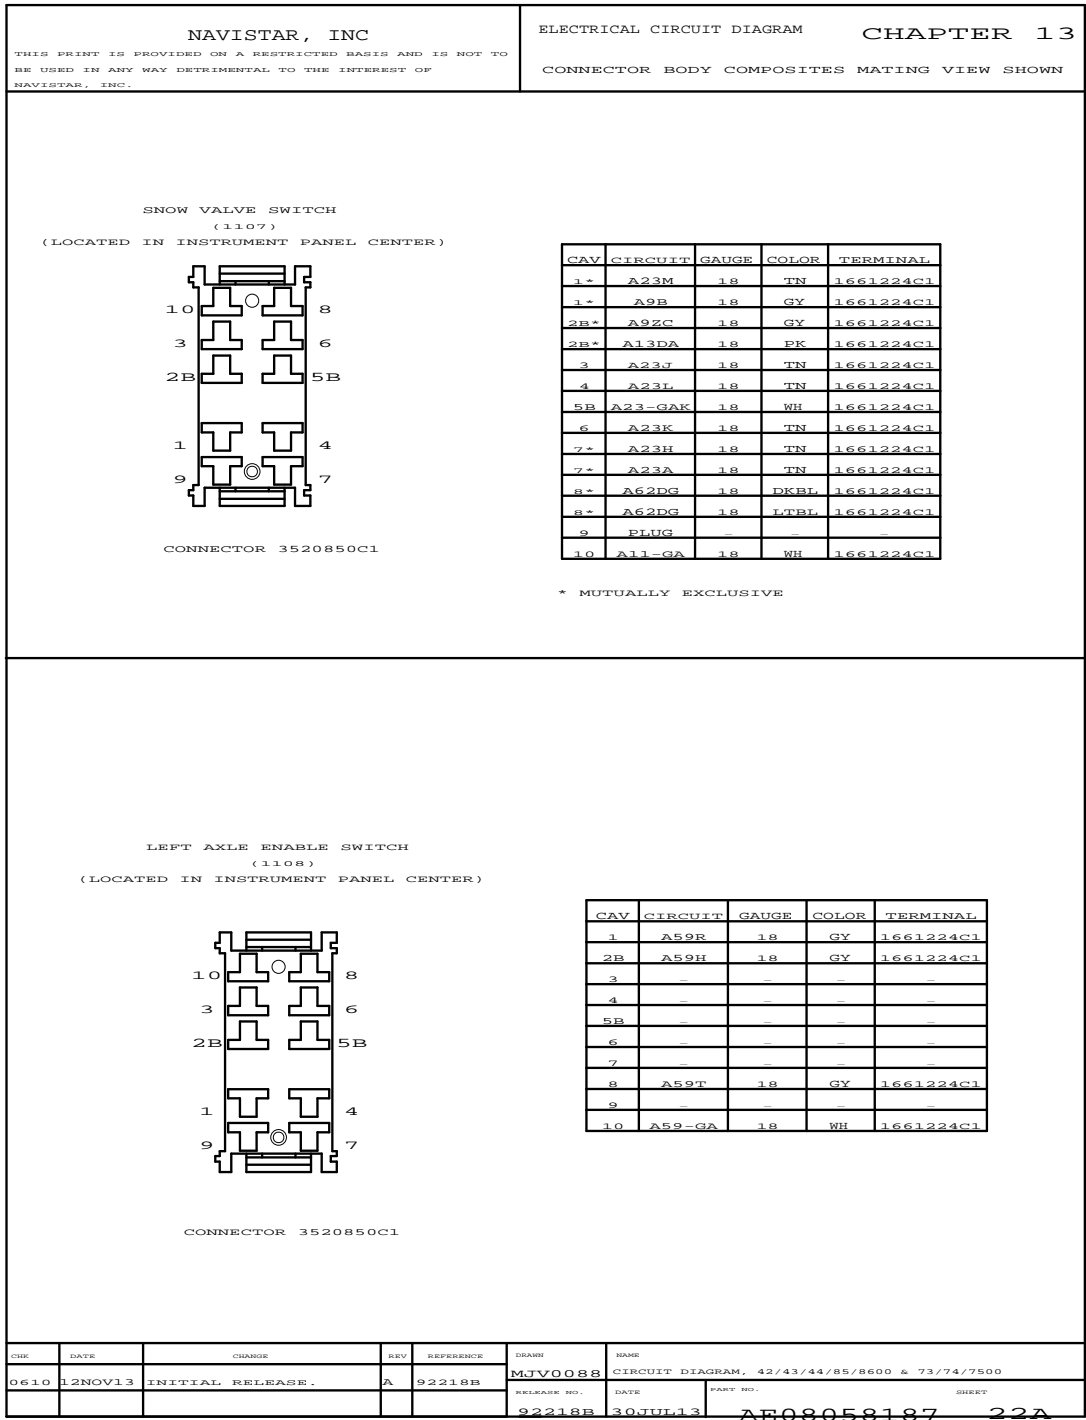 NAVISTAR, INC
THIS PRINT IS PROVIDED ON A RESTRICTED BASIS AND IS NOT TO
BE USED IN ANY WAY DETRIMENTAL TO THE INTEREST OF
NAVISTAR, INC.
ELECTRICAL CIRCUIT DIAGRAM CHAPTER 13
CONNECTOR BODY COMPOSITES MATING VIEW SHOWN
SNOW VALVE SWITCH
(1107)
(LOCATED IN INSTRUMENT PANEL CENTER)
10 8
3 6
2B 5B
1 4
9 7
CONNECTOR 3520850C1
CAV CIRCUIT GAUGE COLOR TERMINAL
1* A23M 18 TN 1661224C1
1* A9B 18 GY 1661224C1
2B* A9ZC 18 GY 1661224C1
2B* A13DA 18 PK 1661224C1
3 A23J 18 TN 1661224C1
4 A23L 18 TN 1661224C1
5B A23-GAK 18 WH 1661224C1
6 A23K 18 TN 1661224C1
7* A23H 18 TN 1661224C1
7* A23A 18 TN 1661224C1
8* A62DG 18 DKBL 1661224C1
8* A62DG 18 LTBL 1661224C1
9 PLUG - - -
10 A11-GA 18 WH 1661224C1
* MUTUALLY EXCLUSIVE
LEFT AXLE ENABLE SWITCH
(1108)
(LOCATED IN INSTRUMENT PANEL CENTER)
10 8
3 6
2B 5B
1 4
9 7
CONNECTOR 3520850C1
CAV CIRCUIT GAUGE COLOR TERMINAL
1 A59R 18 GY 1661224C1
2B A59H 18 GY 1661224C1
3 - - - -
4 - - - -
5B - - - -
6 - - - -
7 - - - -
8 A59T 18 GY 1661224C1
9 - - - -
10 A59-GA 18 WH 1661224C1
CHK DATE CHANGE REV REFERENCE
0610 12NOV13 INITIAL RELEASE. A 92218B
DRAWN NAME
MJV0088 CIRCUIT DIAGRAM, 42/43/44/85/8600 & 73/74/7500
RELEASE NO. DATE PART NO. SHEET
92218B 30JUL13 AE08058187 22A